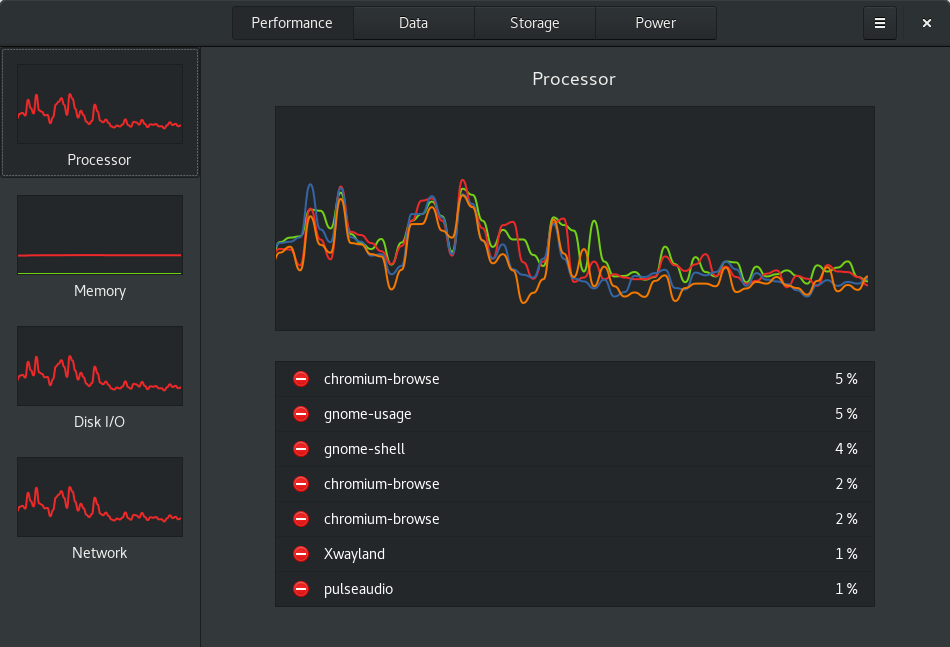 Performance Data Storage Power
Processor
Processor
Memory
Disk I/O
Network
chromium-browse 5 %
gnome-usage 5 %
gnome-shell 4 %
chromium-browse 2 %
chromium-browse 2 %
Xwayland 1 %
pulseaudio 1 %